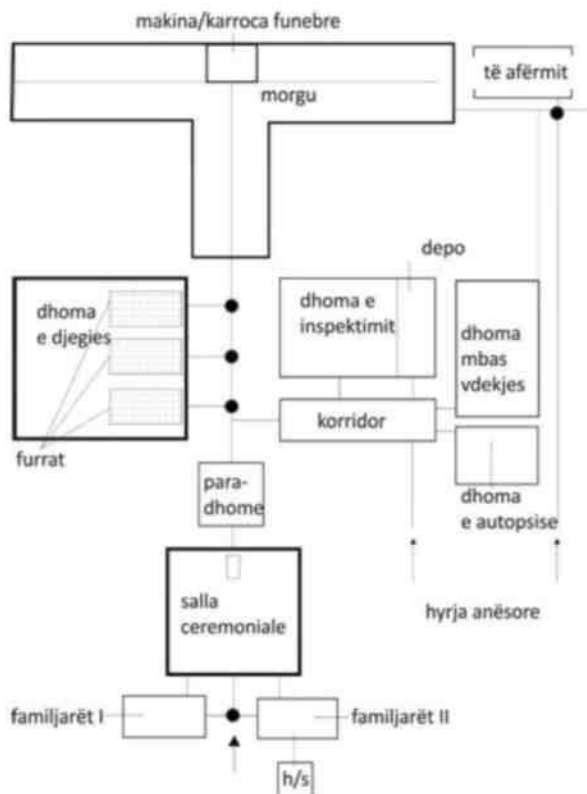 makina/karroca funebre
të afërmit
morgu
depo
dhoma
e djegies
dhoma e
inspektimit
dhoma
mbas
vdekjes
korridor
furrat
para-
dhome
dhoma
e autopsise
salla
ceremoniale
hyrja anësore
familjarët I
familjarët II
h/s